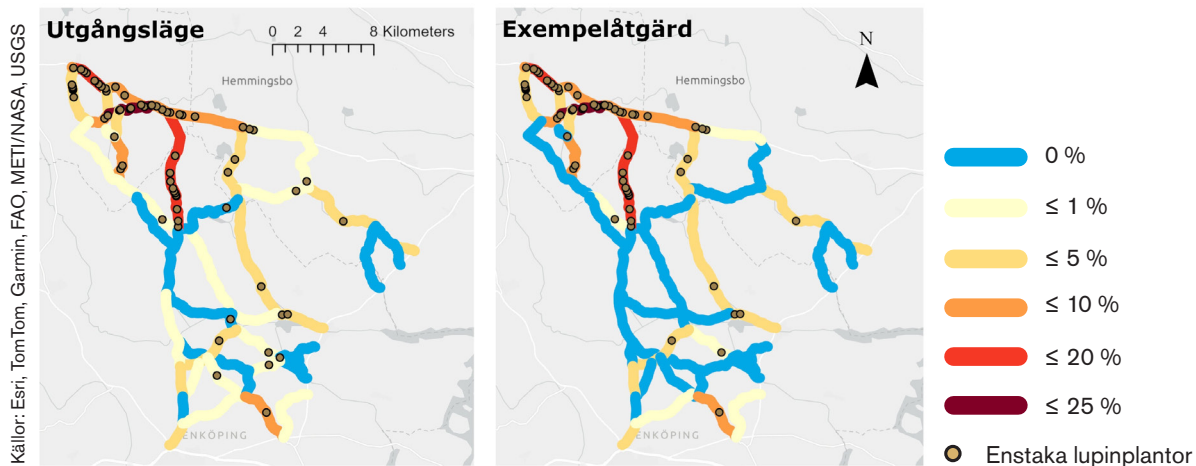 Utgångsläge
0 2 4 8 Kilometers
Hemmingsbo
ENKÖPING
Källor: Esri, TomTom, Garmin, FAO, METI/NASA, USGS
Exempelåtgärd
N
Hemmingsbo
ENKÖPING
0 %
≤ 1 %
≤ 5 %
≤ 10 %
≤ 20 %
≤ 25 %
Enstaka lupinplantor